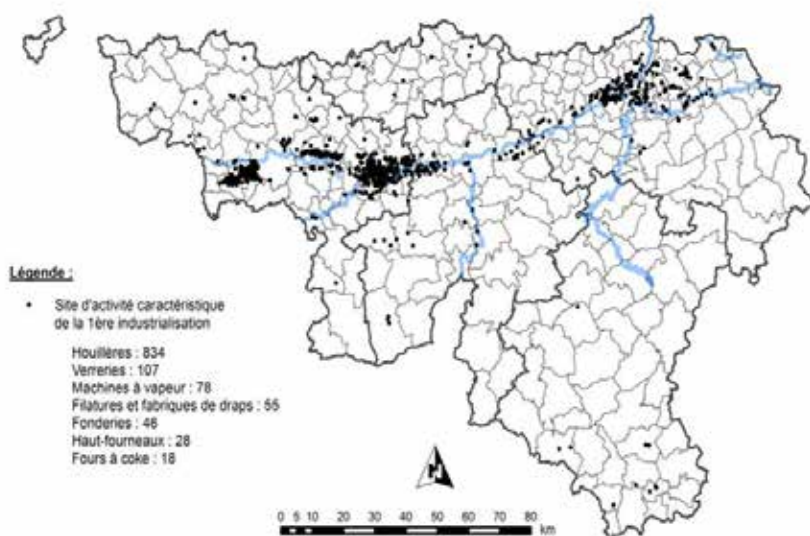 Légende :
Site d'activité caractéristique
de la 1ère industrialisation
Houillères : 834
Verreries : 107
Machines à vapeur : 78
Filatures et fabriques de draps : 55
Fonderies : 46
Haut-fourneaux : 28
Fours à coke : 18
N
0 5 10 20 30 40 50 60 70 80
km